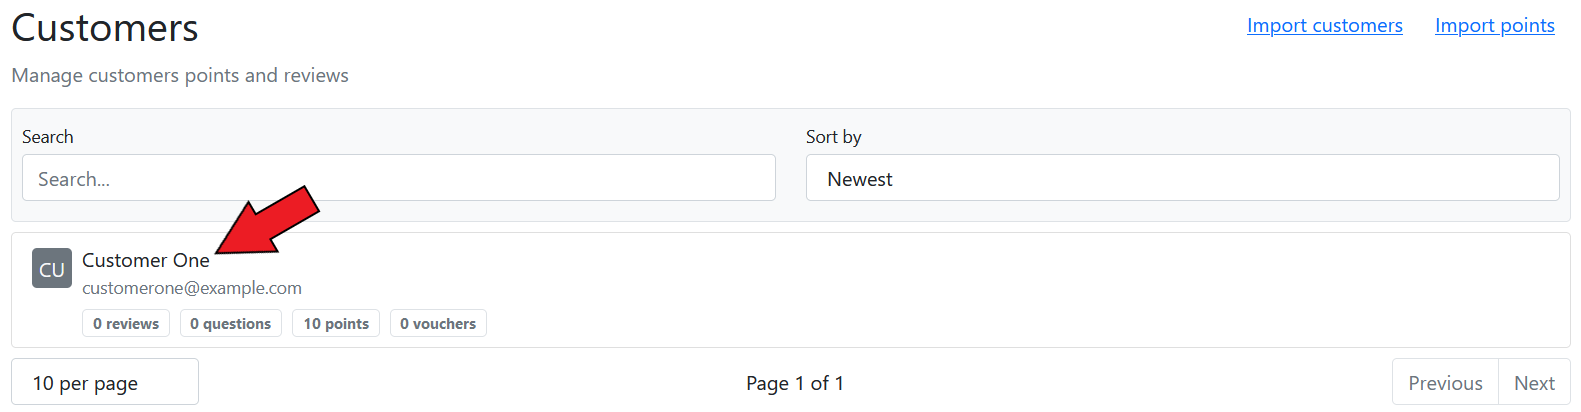 Customers
Import customers
Import points
Manage customers points and reviews
Search
Sort by
Search...
Newest
CU
Customer One
customerone@example.com
0 reviews
0 questions
10 points
0 vouchers
10 per page
Page 1 of 1
Previous
Next